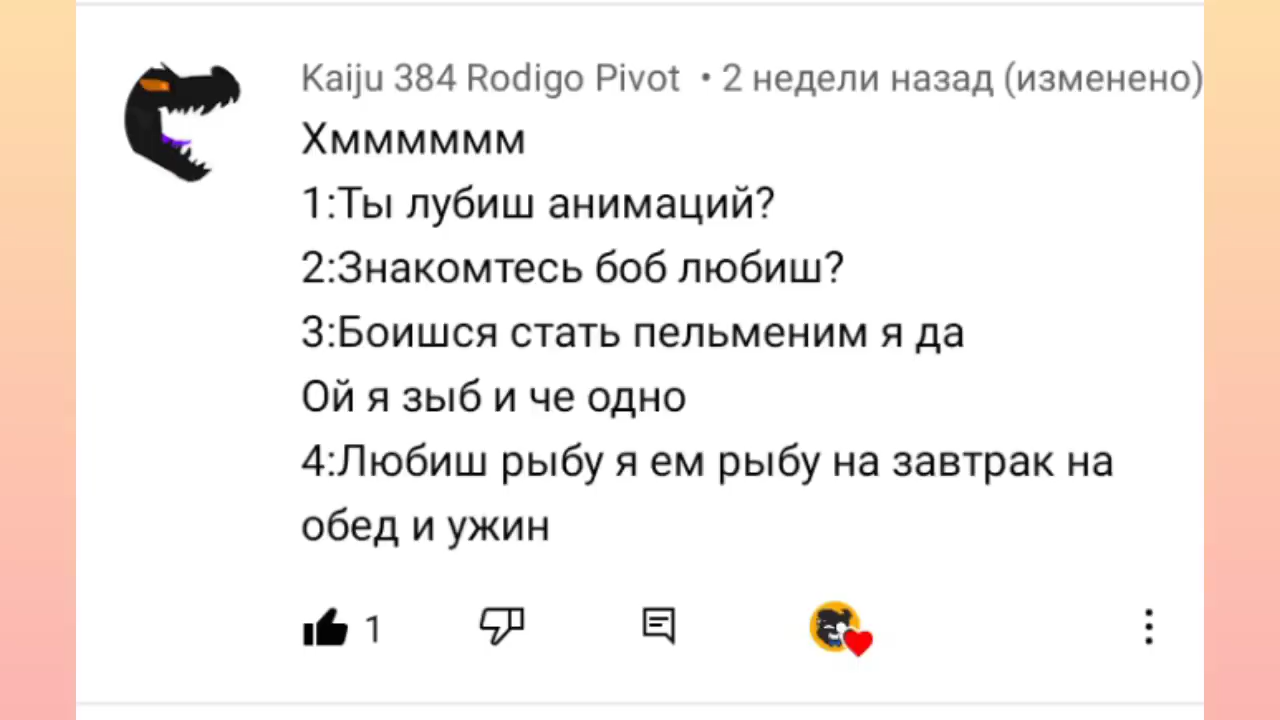 Kaiju 384 Rodigo Pivot • 2 недели назад (изменено)
Хмммммм
1:Ты лубиш анимаций?
2:Знакомтесь боб любиш?
3:Боишся стать пельменим я да
Ой я зыб и че одно
4:Любиш рыбу я ем рыбу на завтрак на
обед и ужин
1